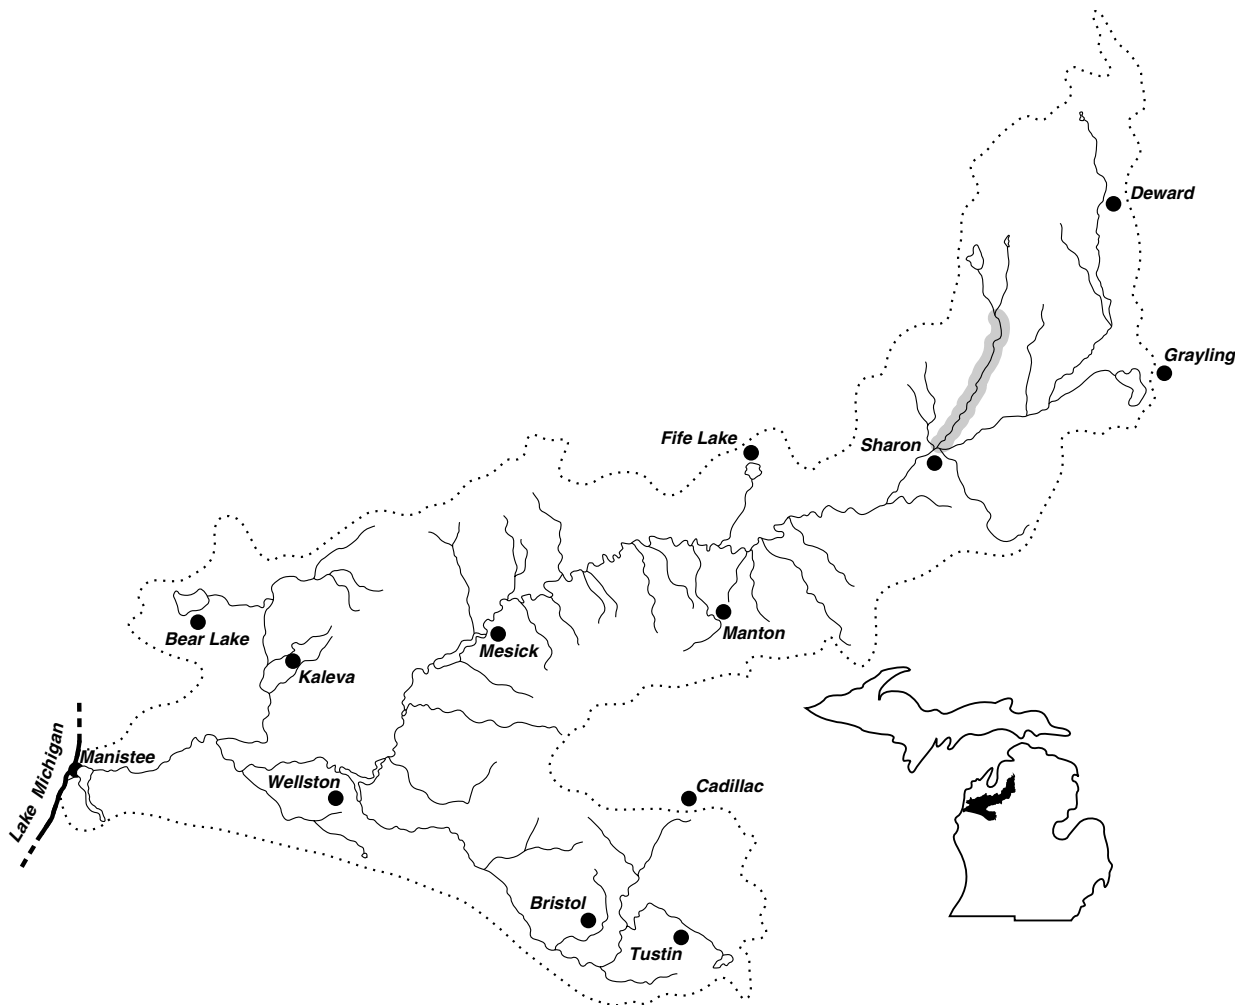 Deward
Grayling
Fife Lake
Sharon
Bear Lake
Manton
Mesick
Kaleva
Lake Michigan
Manistee
Wellston
Cadillac
Bristol
Tustin